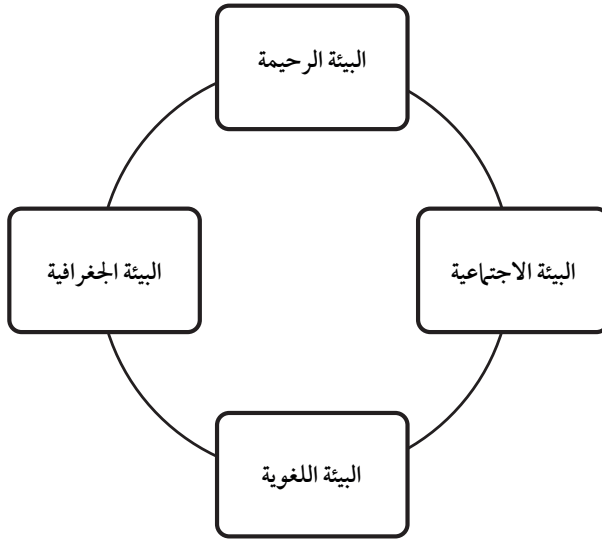 البيئة الرحيمة
البيئة الاجتماعية
البيئة الجغرافية
البيئة اللغوية